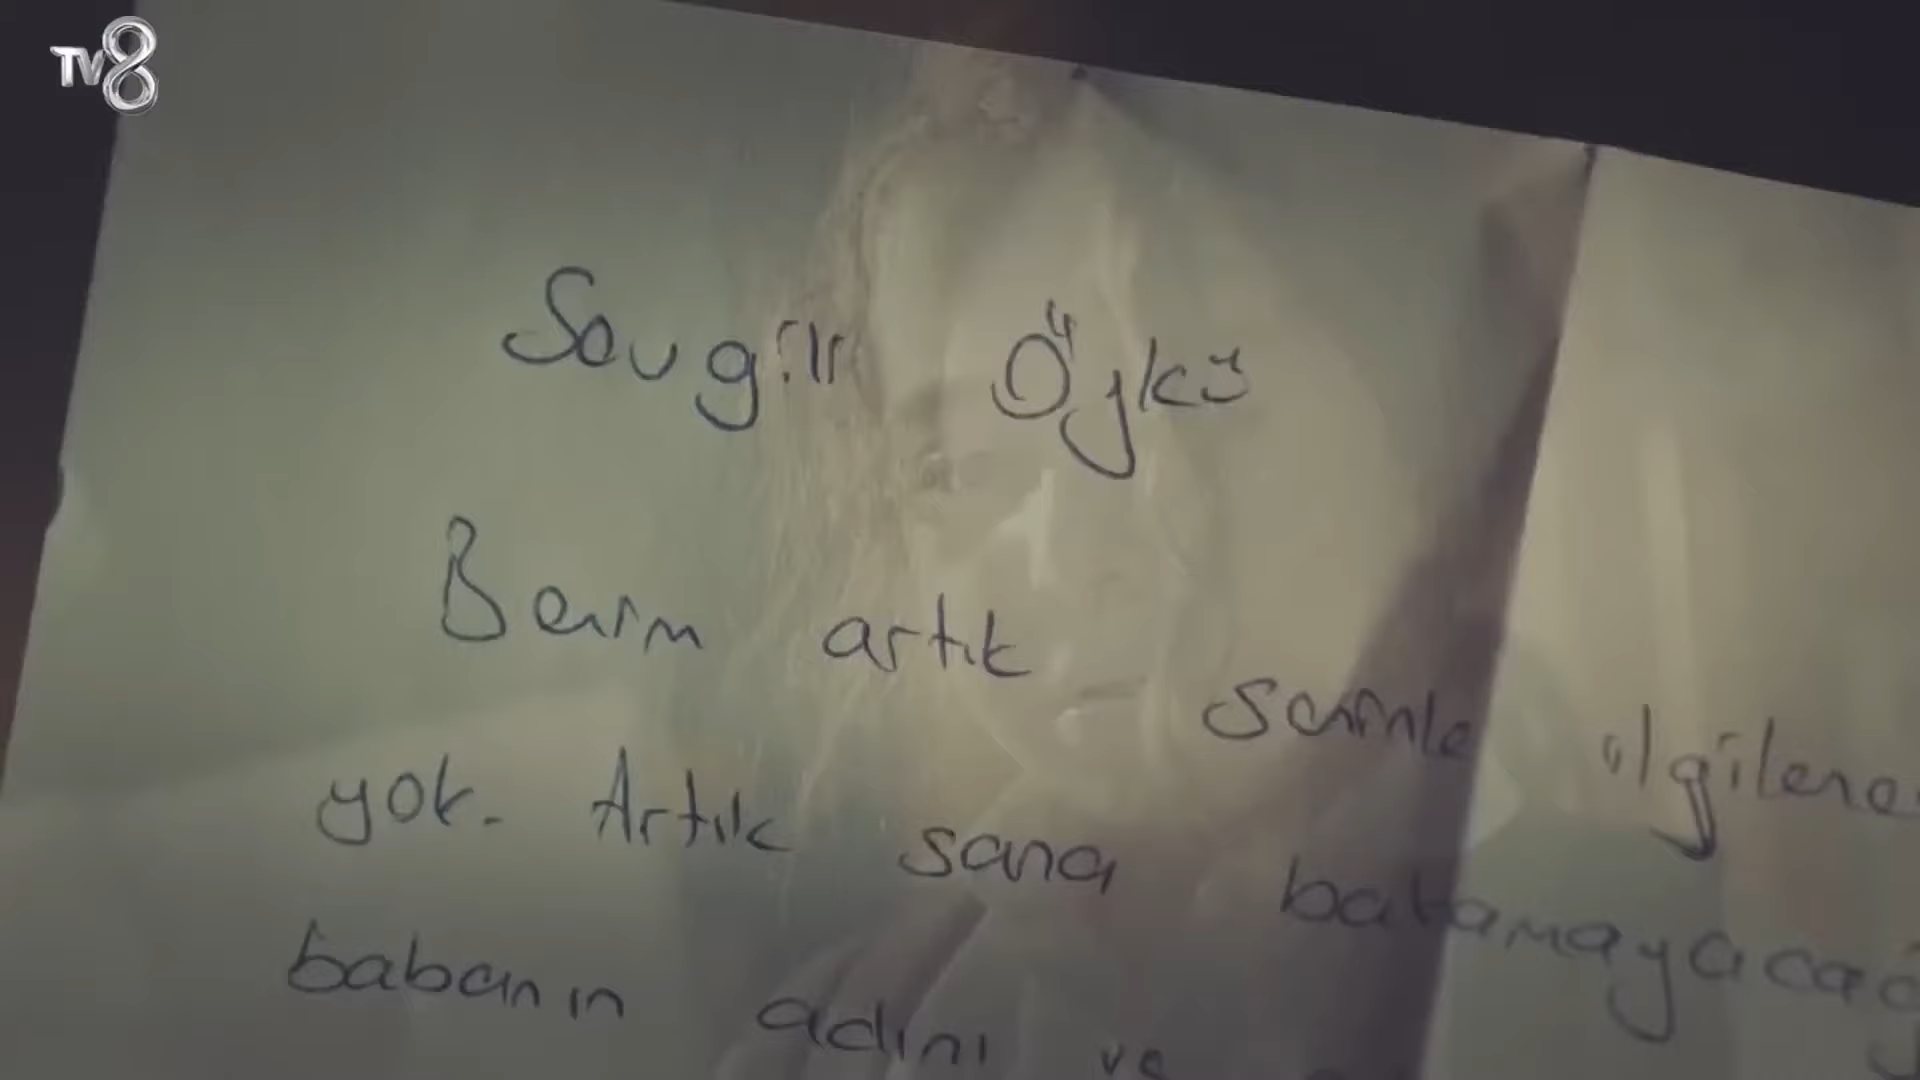 TV8
Sevgili Öykü
Benim artık seninle ilgilene
yok. Artık sana bakamayacağ
babanın adını ve